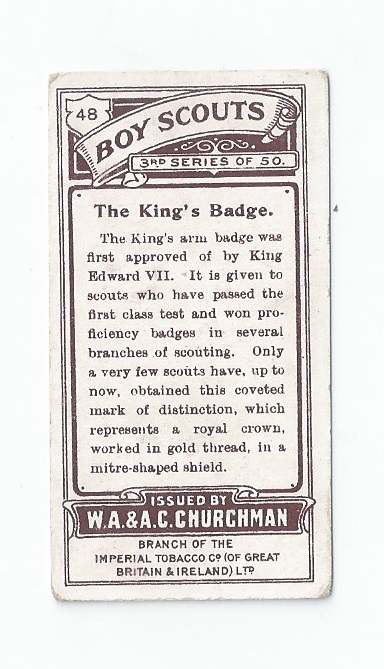 48
BOY SCOUTS
3RD SERIES OF 50.
The King's Badge.
The King's arm badge was
first approved of by King
Edward VII. It is given to
scouts who have passed the
first class test and won pro-
ficiency badges in several
branches of scouting. Only
a very few scouts have, up to
now, obtained this coveted
mark of distinction, which
represents a royal crown,
worked in gold thread, in a
mitre-shaped shield.
ISSUED BY
W.A.&A.C.CHURCHMAN
BRANCH OF THE
IMPERIAL TOBACCO CO (OF GREAT
BRITAIN & IRELAND) LTD